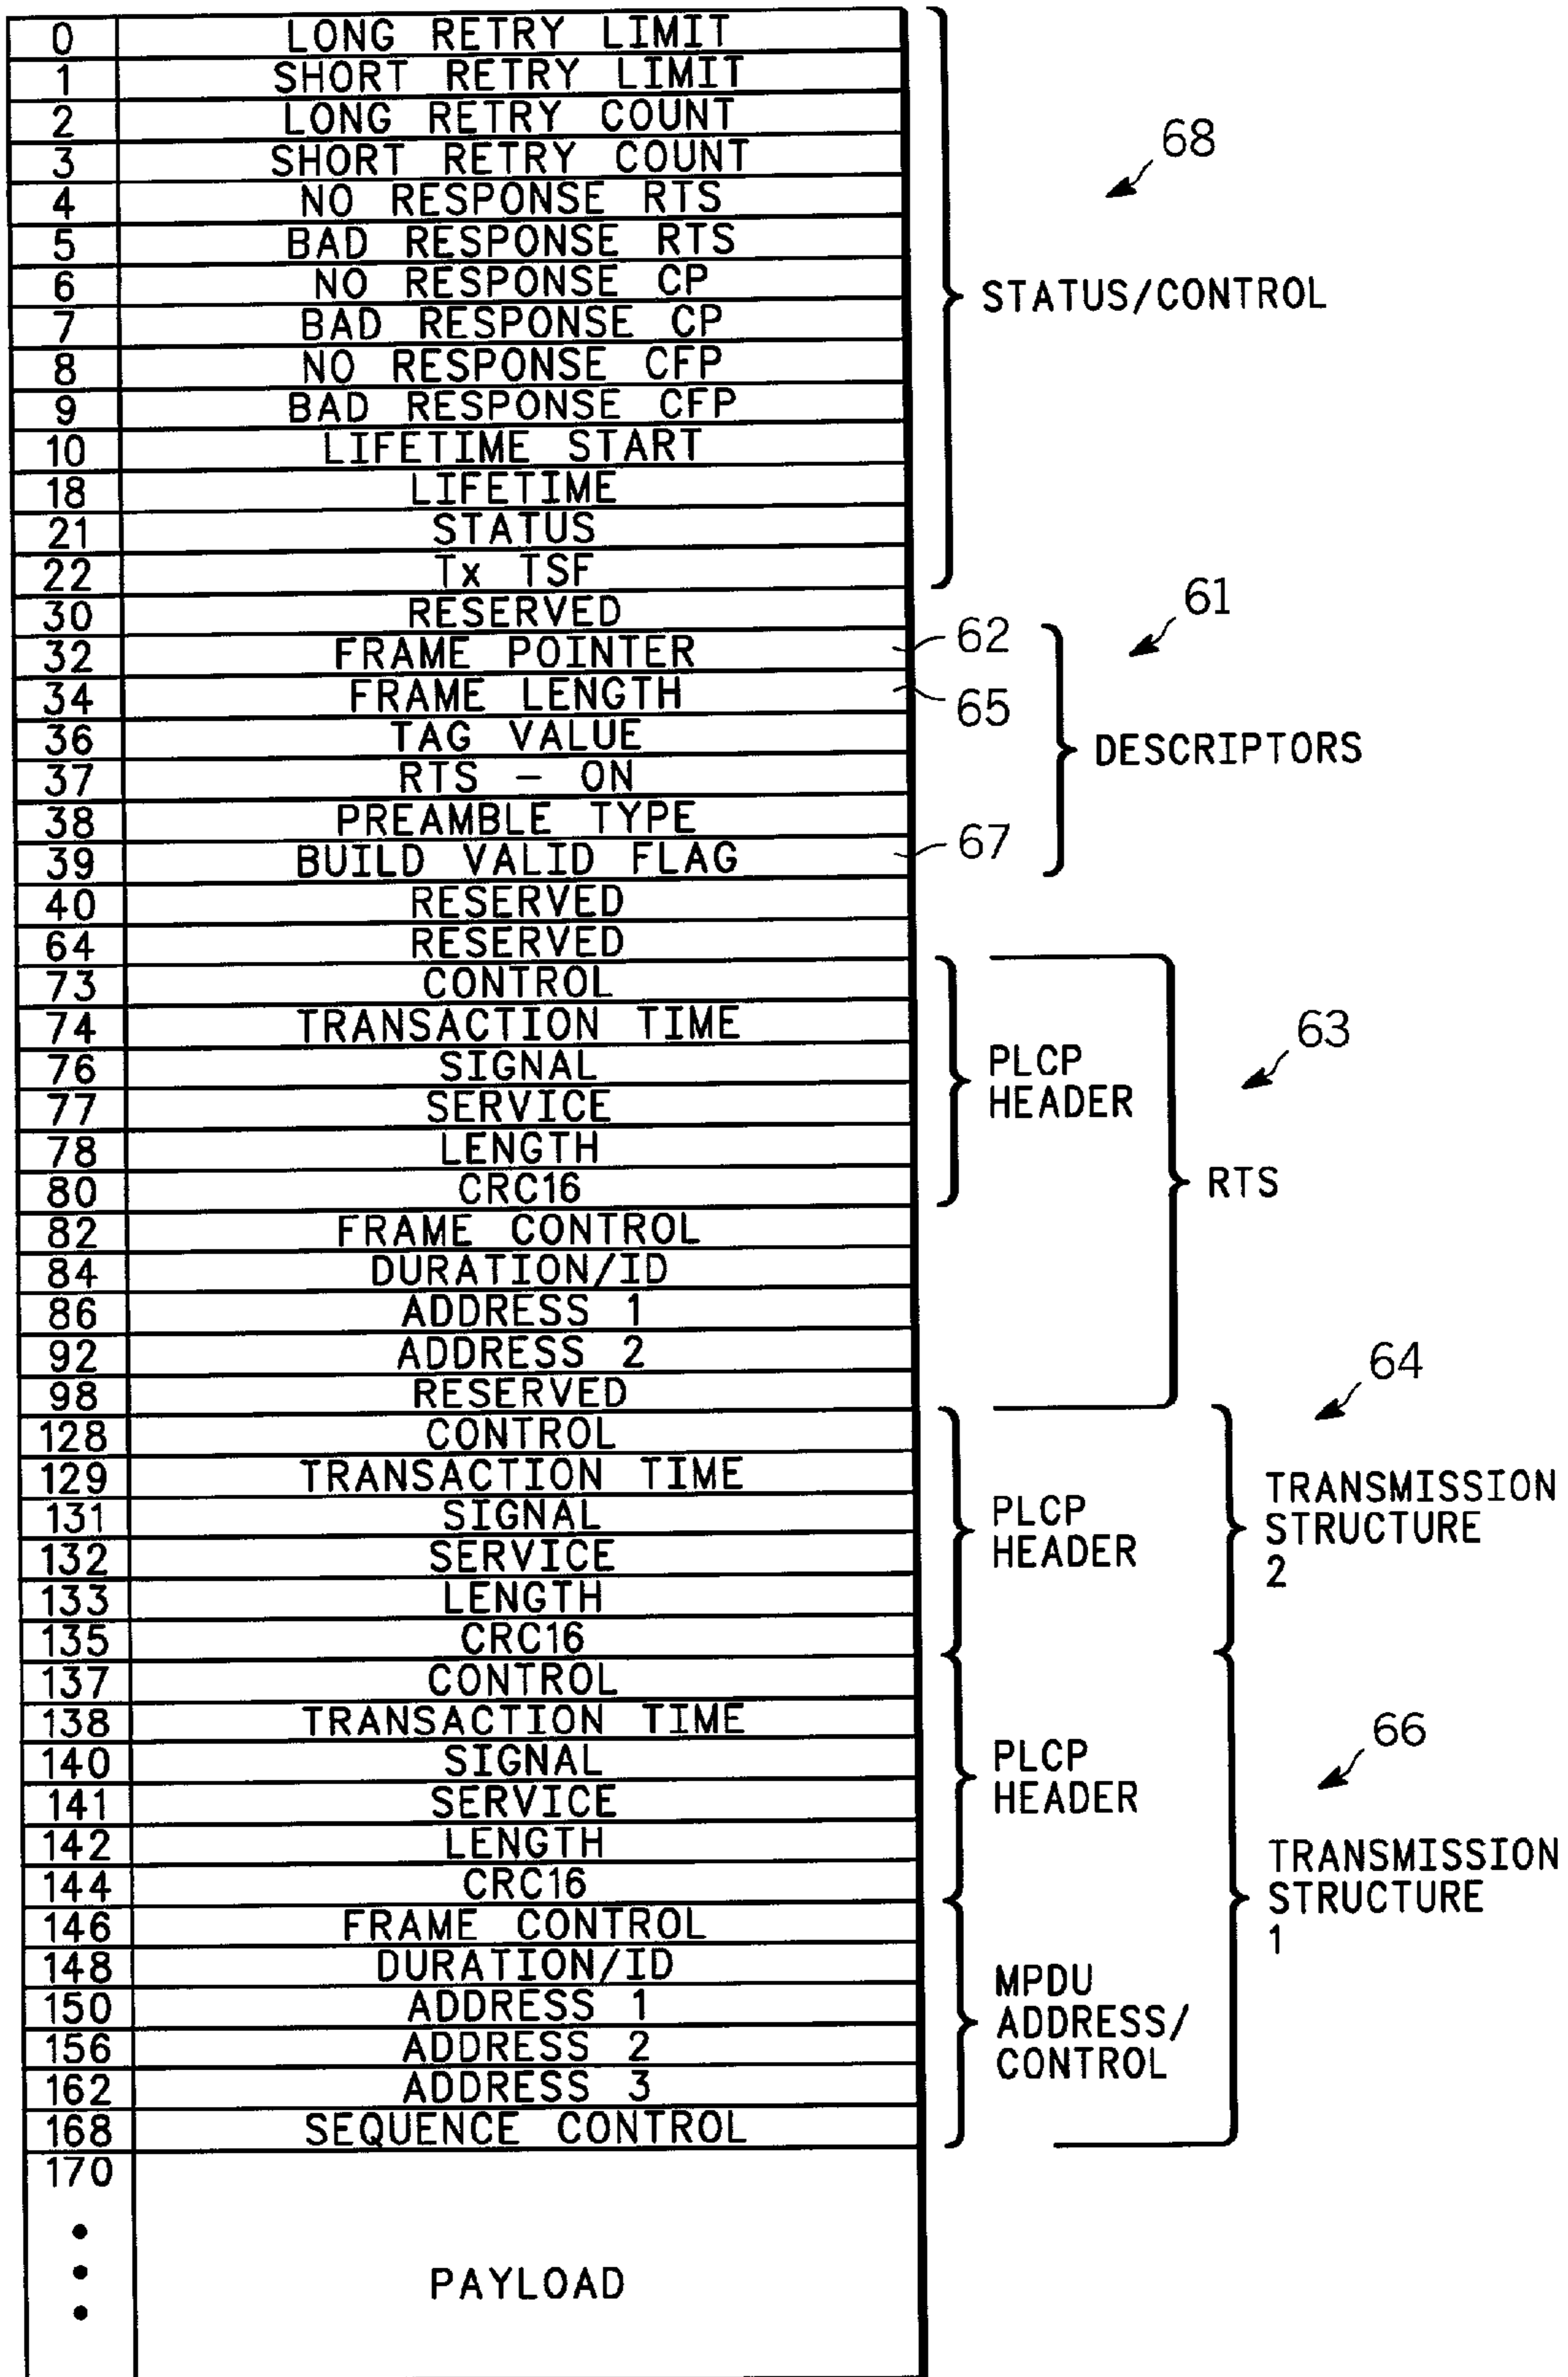 0 LONG RETRY LIMIT
1 SHORT RETRY LIMIT
2 LONG RETRY COUNT
3 SHORT RETRY COUNT
4 NO RESPONSE RTS
5 BAD RESPONSE RTS
6 NO RESPONSE CP
7 BAD RESPONSE CP
8 NO RESPONSE CFP
9 BAD RESPONSE CFP
10 LIFETIME START
18 LIFETIME
21 STATUS
22 Tx TSF
68
STATUS/CONTROL
30 RESERVED
32 FRAME POINTER 62
34 FRAME LENGTH 65
36 TAG VALUE
37 RTS - ON
38 PREAMBLE TYPE
39 BUILD VALID FLAG 67
61
DESCRIPTORS
40 RESERVED
64 RESERVED
73 CONTROL
74 TRANSACTION TIME
76 SIGNAL
77 SERVICE
78 LENGTH
80 CRC16
PLCP
HEADER
82 FRAME CONTROL
84 DURATION/ID
86 ADDRESS 1
92 ADDRESS 2
98 RESERVED
63
RTS
128 CONTROL
129 TRANSACTION TIME
131 SIGNAL
132 SERVICE
133 LENGTH
135 CRC16
PLCP
HEADER
64
TRANSMISSION
STRUCTURE
2
137 CONTROL
138 TRANSACTION TIME
140 SIGNAL
141 SERVICE
142 LENGTH
144 CRC16
PLCP
HEADER
146 FRAME CONTROL
148 DURATION/ID
150 ADDRESS 1
156 ADDRESS 2
162 ADDRESS 3
168 SEQUENCE CONTROL
MPDU
ADDRESS/
CONTROL
66
TRANSMISSION
STRUCTURE
1
170
PAYLOAD